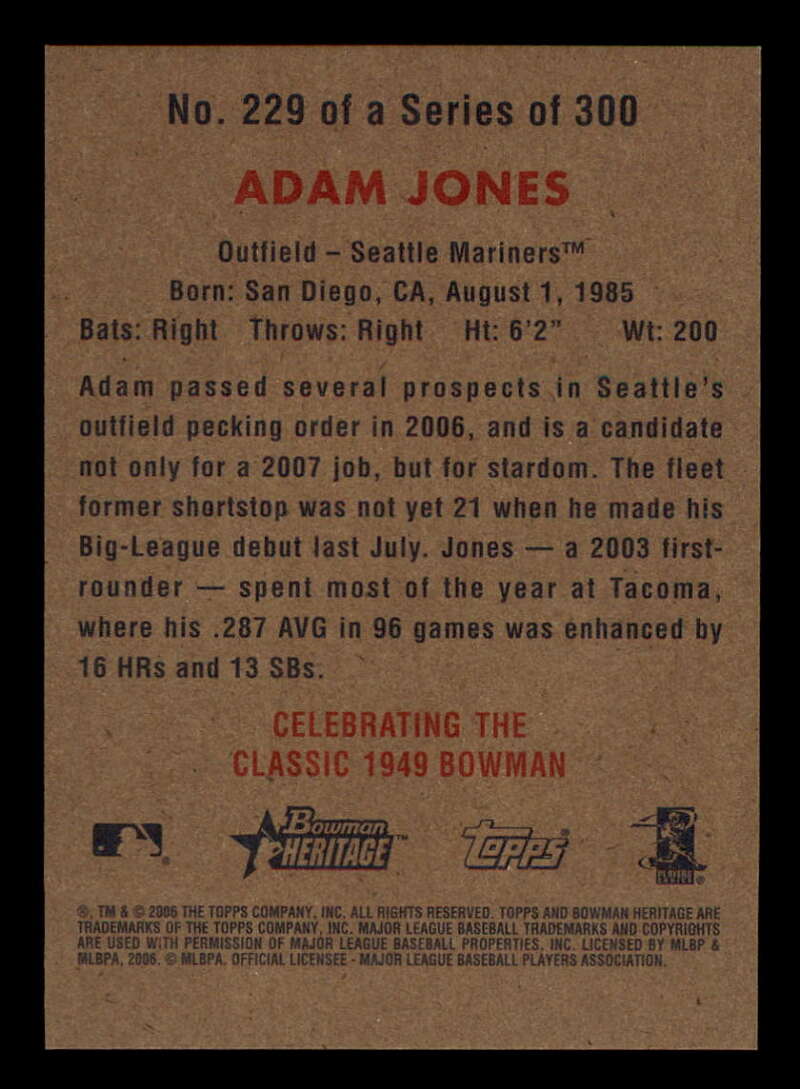 No. 229 of a Series of 300
ADAM JONES
Outfield – Seattle Mariners™
Born: San Diego, CA, August 1, 1985
Bats: Right Throws: Right Ht: 6'2" Wt: 200
Adam passed several prospects in Seattle's
outfield pecking order in 2006, and is a candidate
not only for a 2007 job, but for stardom. The fleet
former shortstop was not yet 21 when he made his
Big-League debut last July. Jones — a 2003 first-
rounder — spent most of the year at Tacoma,
where his .287 AVG in 96 games was enhanced by
16 HRs and 13 SBs.
CELEBRATING THE
CLASSIC 1949 BOWMAN
Bowman
HERITAGE™
Topps®
®, TM & © 2006 THE TOPPS COMPANY, INC. ALL RIGHTS RESERVED. TOPPS AND BOWMAN HERITAGE ARE
TRADEMARKS OF THE TOPPS COMPANY, INC. MAJOR LEAGUE BASEBALL TRADEMARKS AND COPYRIGHTS
ARE USED WITH PERMISSION OF MAJOR LEAGUE BASEBALL PROPERTIES, INC. LICENSED BY MLBP &
MLBPA, 2006. © MLBPA. OFFICIAL LICENSEE - MAJOR LEAGUE BASEBALL PLAYERS ASSOCIATION.